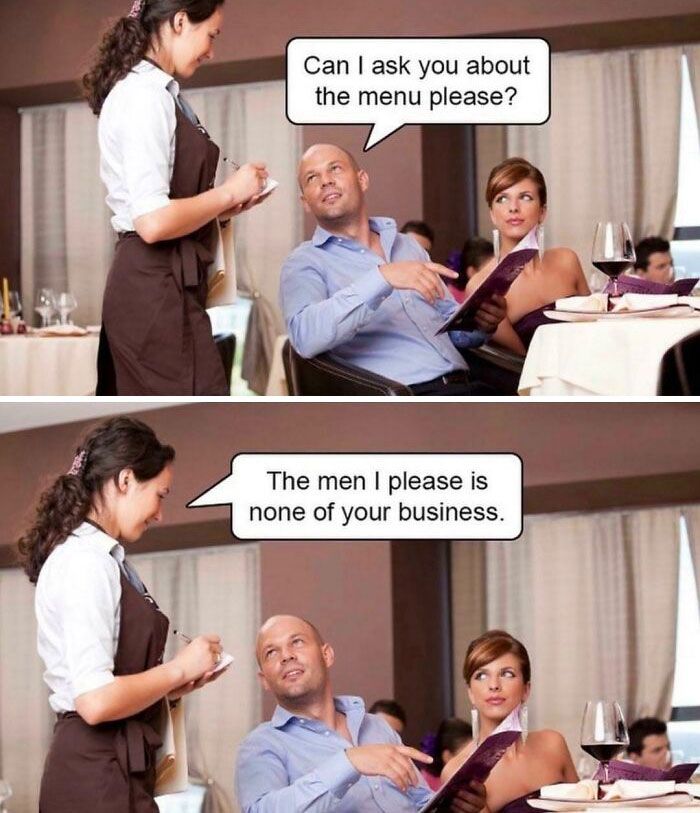 Can I ask you about
the menu please?
The men I please is
none of your business.